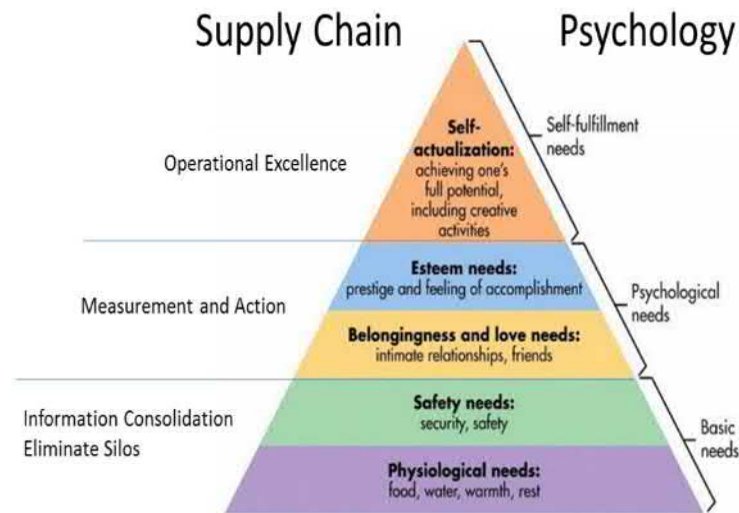 Supply Chain
Psychology
Self-
actualization:
achieving one's
full potential,
including creative
activities
Self-fulfillment
needs
Operational Excellence
Esteem needs:
prestige and feeling of accomplishment
Psychological
needs
Measurement and Action
Belongingness and love needs:
intimate relationships, friends
Information Consolidation
Eliminate Silos
Safety needs:
security, safety
Basic
needs
Physiological needs:
food, water, warmth, rest